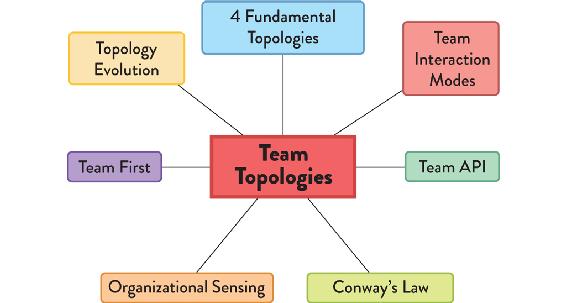 4 Fundamental
Topologies
Topology
Evolution
Team
Interaction
Modes
Team First
Team
Topologies
Team API
Organizational Sensing
Conway's Law